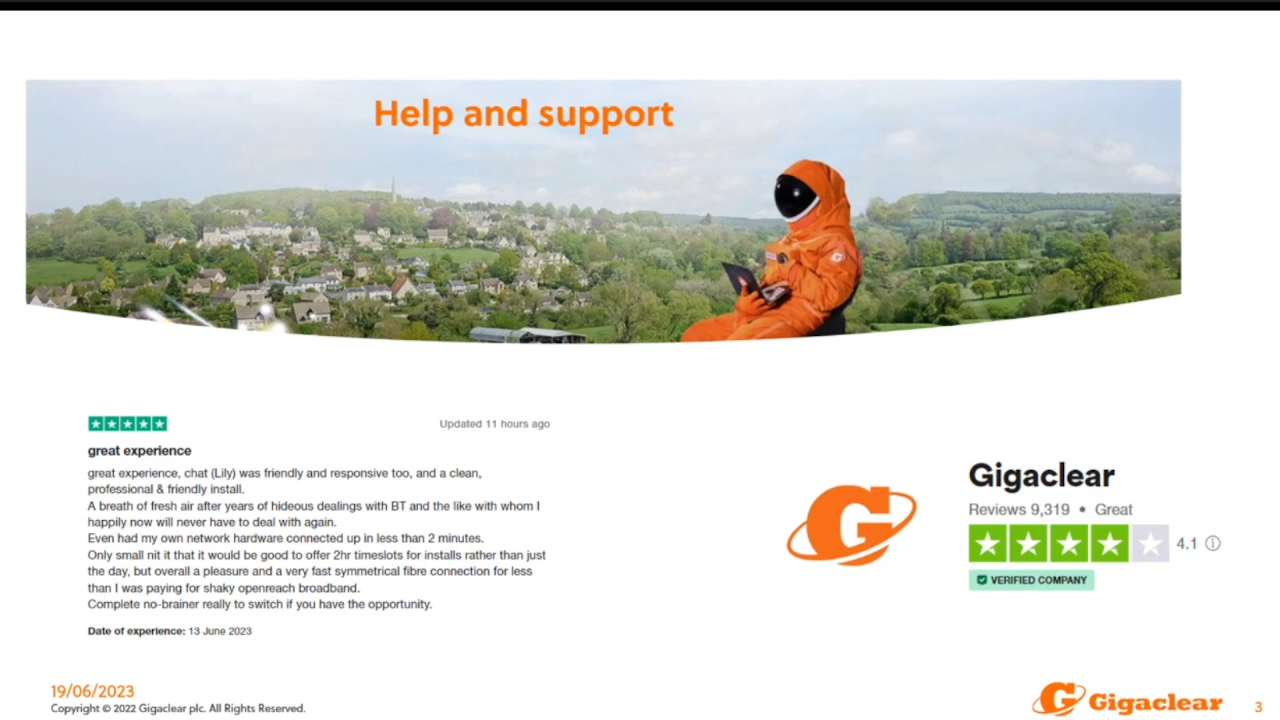 Help and support
Updated 11 hours ago
great experience
great experience, chat (Lily) was friendly and responsive too, and a clean,
professional & friendly install.
A breath of fresh air after years of hideous dealings with BT and the like with whom I
happily now will never have to deal with again.
Even had my own network hardware connected up in less than 2 minutes.
Only small nit it that it would be good to offer 2hr timeslots for installs rather than just
the day, but overall a pleasure and a very fast symmetrical fibre connection for less
than I was paying for shaky openreach broadband.
Complete no-brainer really to switch if you have the opportunity.
Date of experience: 13 June 2023
G
Gigaclear
Reviews 9,319 • Great
4.1
VERIFIED COMPANY
19/06/2023
Copyright © 2022 Gigaclear plc. All Rights Reserved.
G Gigaclear
3